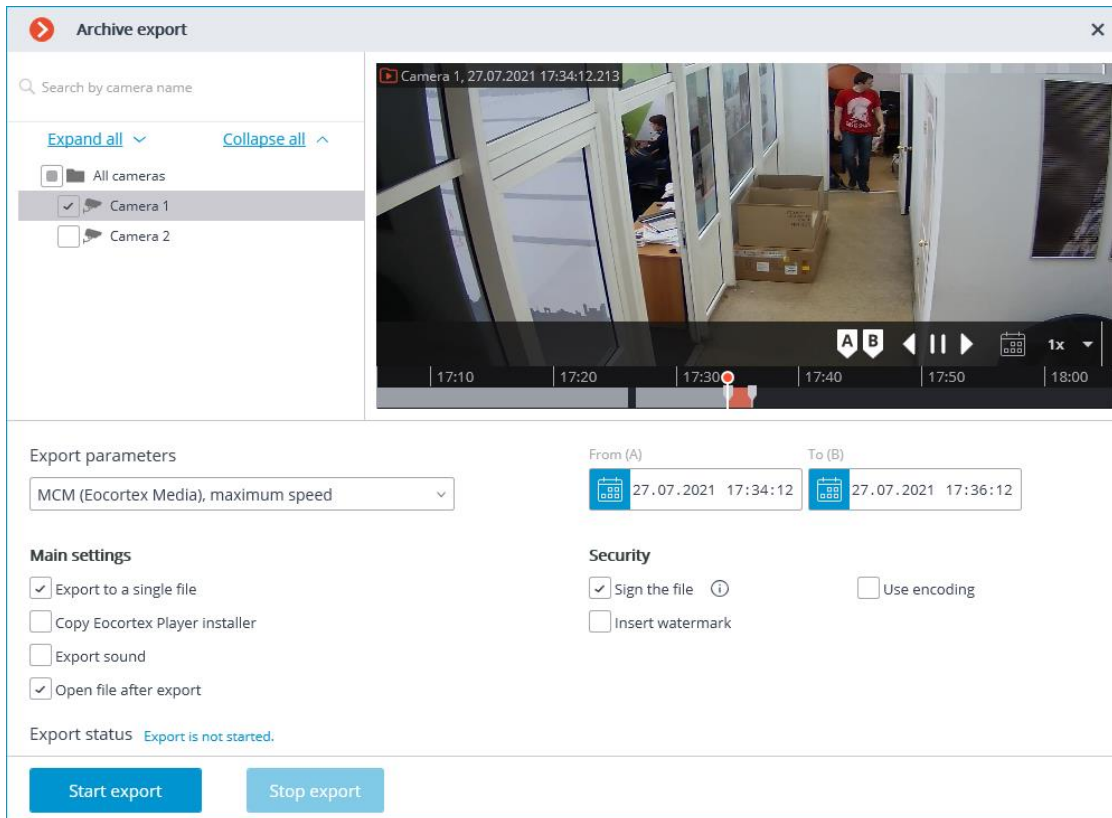 Archive export
Search by camera name
Expand all
Collapse all
All cameras
Camera 1
Camera 2
Camera 1, 27.07.2021 17:34:12.213
A B
1x
17:10 17:20 17:30 17:40 17:50 18:00
Export parameters
MCM (Eocortex Media), maximum speed
From (A)
To (B)
27.07.2021 17:34:12
27.07.2021 17:36:12
Main settings
Export to a single file
Copy Eocortex Player installer
Export sound
Open file after export
Security
Sign the file
Use encoding
Insert watermark
Export status Export is not started.
Start export
Stop export